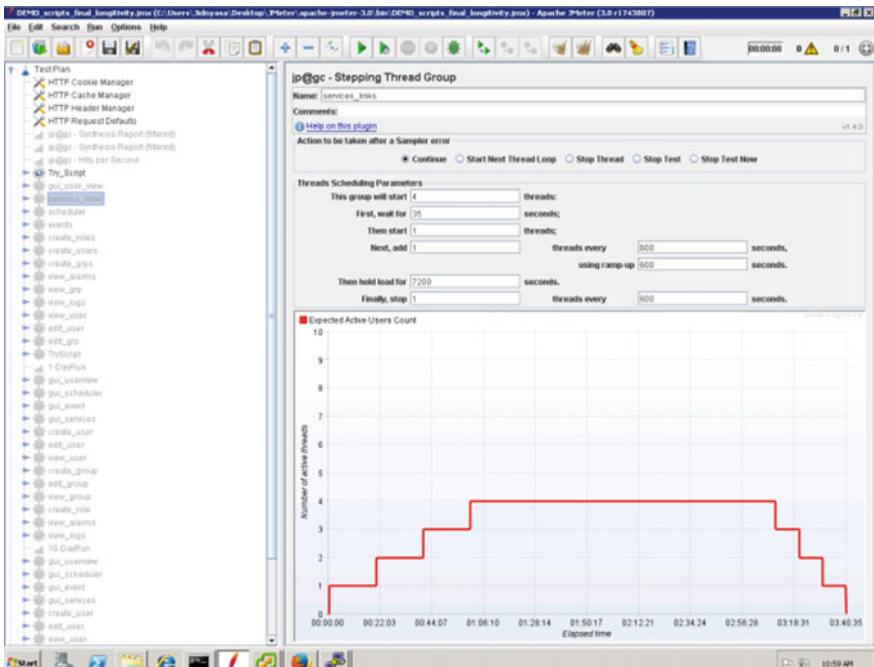 DEMO_scripts_final_longitivity.jmx (C:\Users\Jidnyasa\Desktop\JMeter\apache-jmeter-3.0\bin\DEMO_scripts_final_longitivity.jmx) - Apache JMeter (3.0 r1743807)
File Edit Search Run Options Help
00:00:08 0 0/1
Test Plan
HTTP Cookie Manager
HTTP Cache Manager
HTTP Header Manager
HTTP Request Defaults
jp@gc - Synthesis Report (filtered)
jp@gc - Synthesis Report (filtered)
jp@gc - Hits per Second
Try_Script
gui_user_view
services_links
scheduler
events
create_roles
create_users
create_grps
view_alarms
view_grp
view_logs
view_user
edit_user
edit_grp
TryScript
1-DayRun
gui_userview
gui_scheduler
gui_event
gui_services
create_user
edit_user
view_user
create_group
edit_group
view_group
create_role
view_alarms
view_logs
10-DayRun
gui_userview
gui_scheduler
gui_event
gui_services
create_user
edit_user
view_user
jp@gc - Stepping Thread Group
Name: services_links
Comments:
Help on this plugin v1.4.0
Action to be taken after a Sampler error
Continue Start Next Thread Loop Stop Thread Stop Test Stop Test Now
Threads Scheduling Parameters
This group will start 4 threads:
First, wait for 35 seconds;
Then start 1 threads;
Next, add 1 threads every 600 seconds,
using ramp-up 600 seconds.
Then hold load for 7200 seconds.
Finally, stop 1 threads every 600 seconds.
Expected Active Users Count
Number of active threads
10
9
8
7
6
5
4
3
2
1
0
00:00:00 00:22:03 00:44:07 01:06:10 01:28:14 01:50:17 02:12:21 02:34:24 02:56:28 03:18:31 03:40:35
Elapsed time
Start 10:59 AM